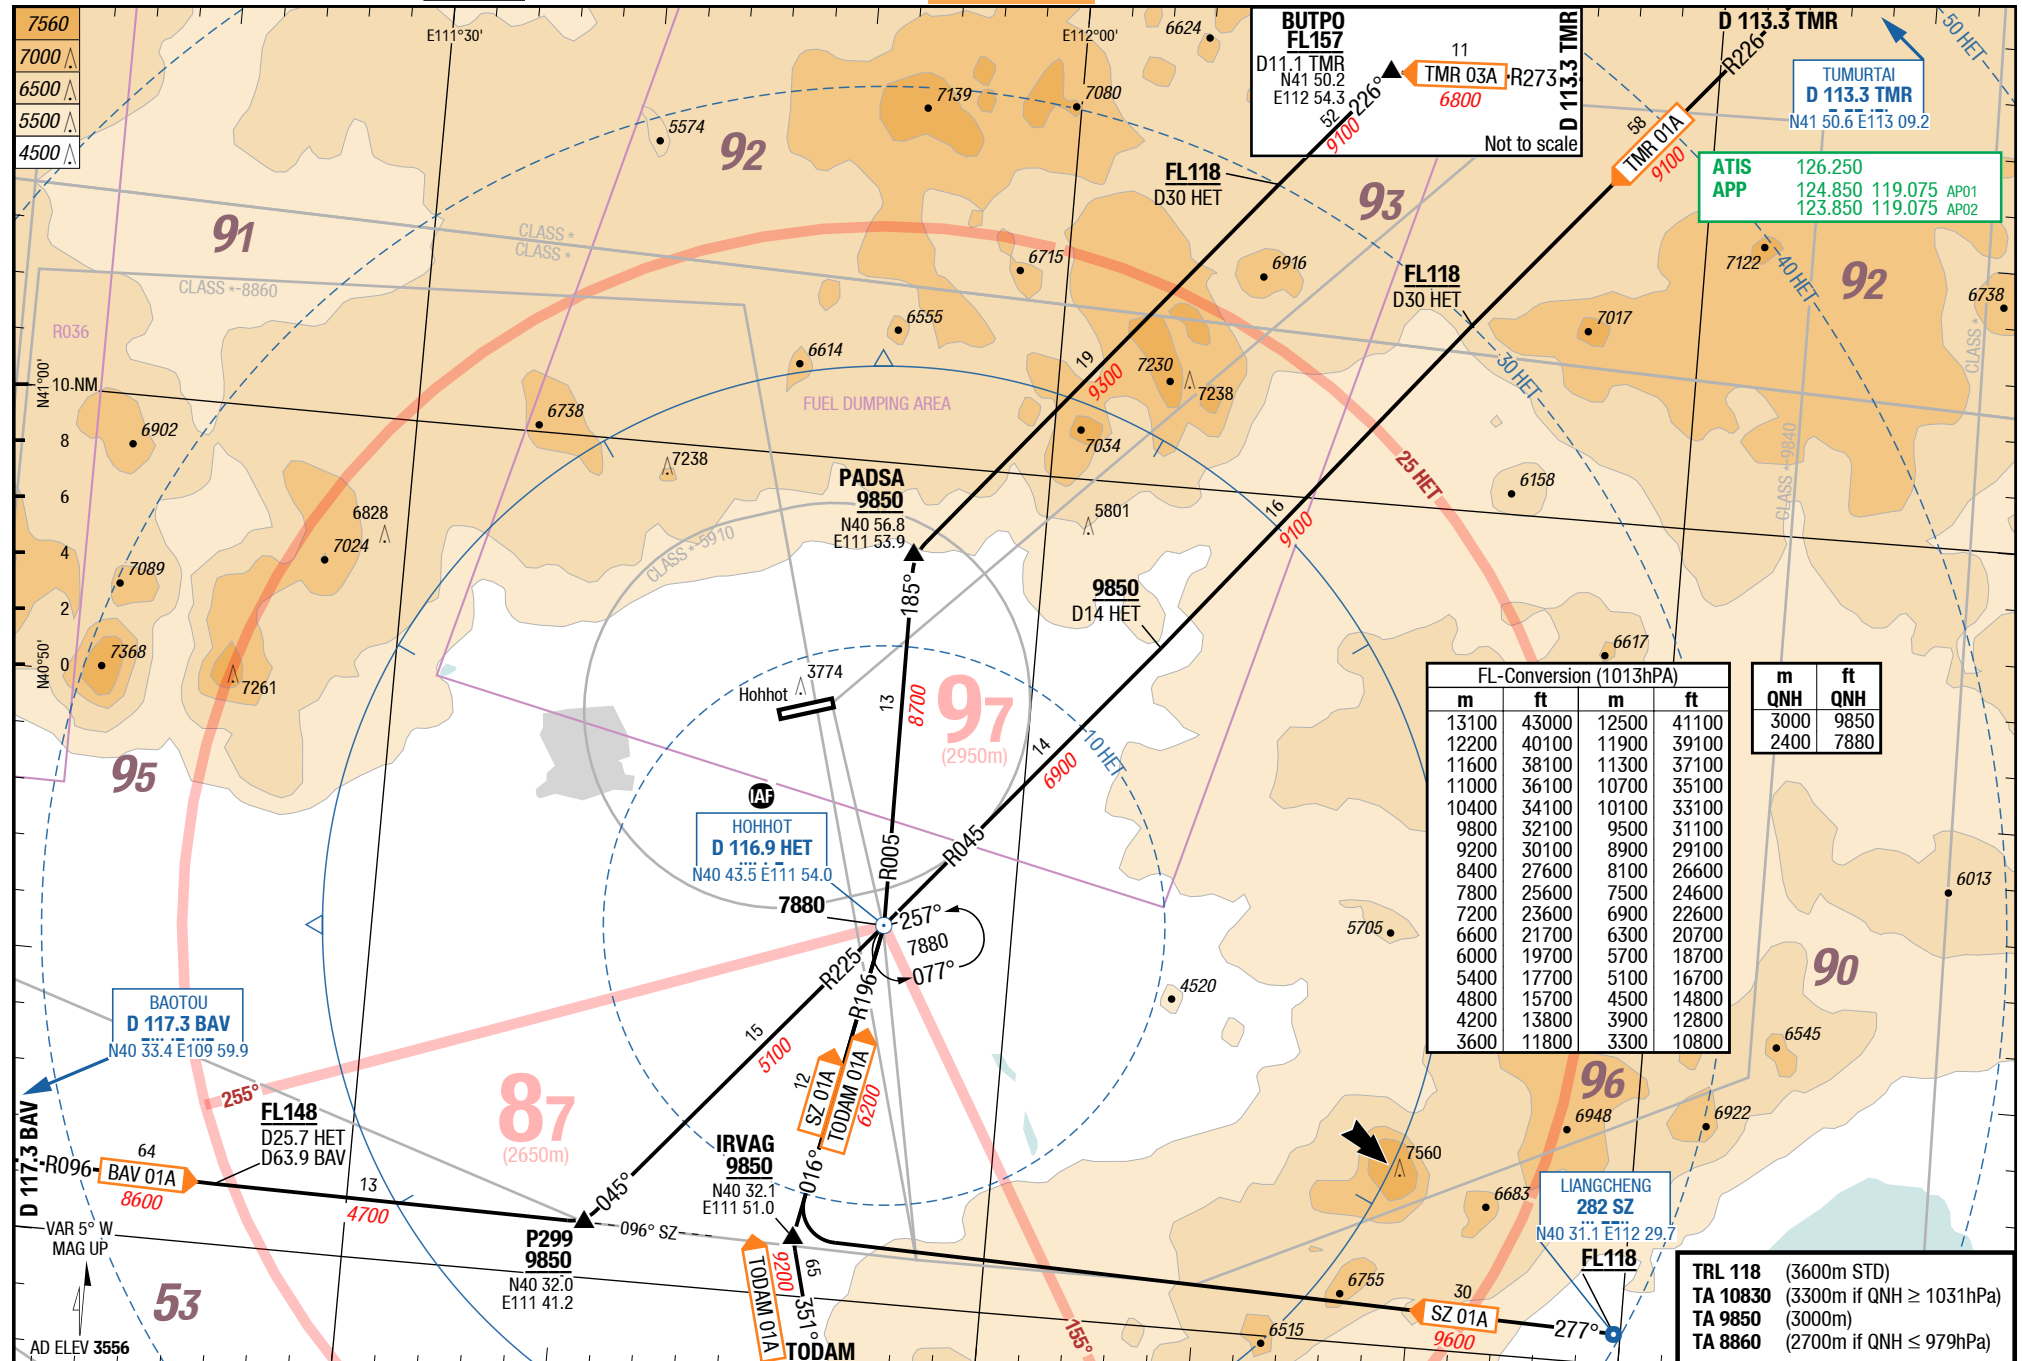 7560
7000
6500
5500
4500
E111°30'
E112°00'
6624
BUTPO
FL157
D11.1 TMR
N41 50.2
E112 54.3
11
TMR 03A
R273
6800
D 113.3 TMR
226°
52
9100
Not to scale
D 113.3 TMR
R226
50 HET
TUMURTAI
D 113.3 TMR
N41 50.6 E113 09.2
58
TMR 01A
9100
ATIS 126.250
APP 124.850 119.075 AP01
123.850 119.075 AP02
7139
7080
5574
92
91
93
92
FL118
D30 HET
CLASS *
CLASS *
CLASS *-8860
R036
6715
6916
FL118
D30 HET
7122
40 HET
6738
CLASS *
7017
6555
6614
19
9300
7230
7238
30 HET
N41°00'
10 NM
FUEL DUMPING AREA
6738
6902
7034
CLASS *-9840
8
7238
25 HET
PADSA
9850
N40 56.8
E111 53.9
6158
6
6828
5801
16
9100
7024
CLASS *-5910
4
7089
185°
9850
D14 HET
2
7368
N40°50'
0
7261
3774
Hohhot
13
8700
97
(2950m)
14
6900
10 HET
6617
FL-Conversion (1013hPA)
m ft m ft
13100 43000 12500 41100
12200 40100 11900 39100
11600 38100 11300 37100
11000 36100 10700 35100
10400 34100 10100 33100
9800 32100 9500 31100
9200 30100 8900 29100
8400 27600 8100 26600
7800 25600 7500 24600
7200 23600 6900 22600
6600 21700 6300 20700
6000 19700 5700 18700
5400 17700 5100 16700
4800 15700 4500 14800
4200 13800 3900 12800
3600 11800 3300 10800
m ft
QNH QNH
3000 9850
2400 7880
95
IAF
HOHHOT
D 116.9 HET
N40 43.5 E111 54.0
R005
R045
7880
257°
7880
077°
6013
5705
90
R225
R196
4520
BAOTOU
D 117.3 BAV
N40 33.4 E109 59.9
15
5100
6545
255°
12
SZ 01A
TODAM 01A
6200
87
(2650m)
96
6948
6922
FL148
D25.7 HET
D63.9 BAV
D 117.3 BAV
R096
64
BAV 01A
8600
13
4700
045°
IRVAG
9850
N40 32.1
E111 51.0
016°
7560
6683
LIANGCHENG
282 SZ
N40 31.1 E112 29.7
FL118
VAR 5° W
MAG UP
096° SZ
P299
9850
N40 32.0
E111 41.2
TODAM 01A
9200
65
351°
TODAM
53
AD ELEV 3556
155°
6755
6515
30
SZ 01A
9600
277°
TRL 118 (3600m STD)
TA 10830 (3300m if QNH ≥ 1031hPa)
TA 9850 (3000m)
TA 8860 (2700m if QNH ≤ 979hPa)